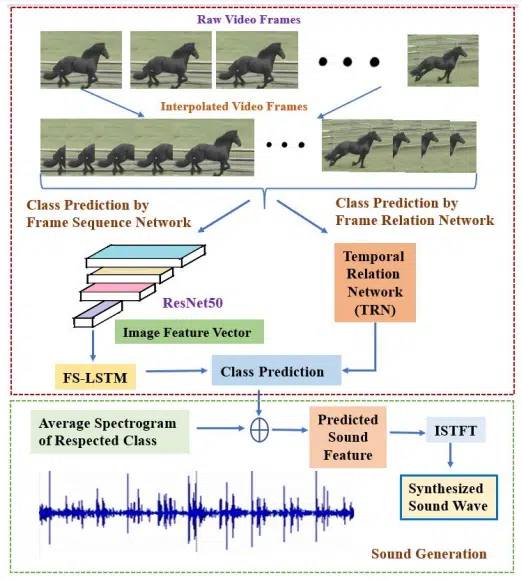 Raw Video Frames
Interpolated Video Frames
Class Prediction by
Frame Sequence Network
Class Prediction by
Frame Relation Network
ResNet50
Image Feature Vector
Temporal
Relation
Network
(TRN)
FS-LSTM
Class Prediction
Average Spectrogram
of Respected Class
Predicted
Sound
Feature
ISTFT
Synthesized
Sound Wave
Sound Generation